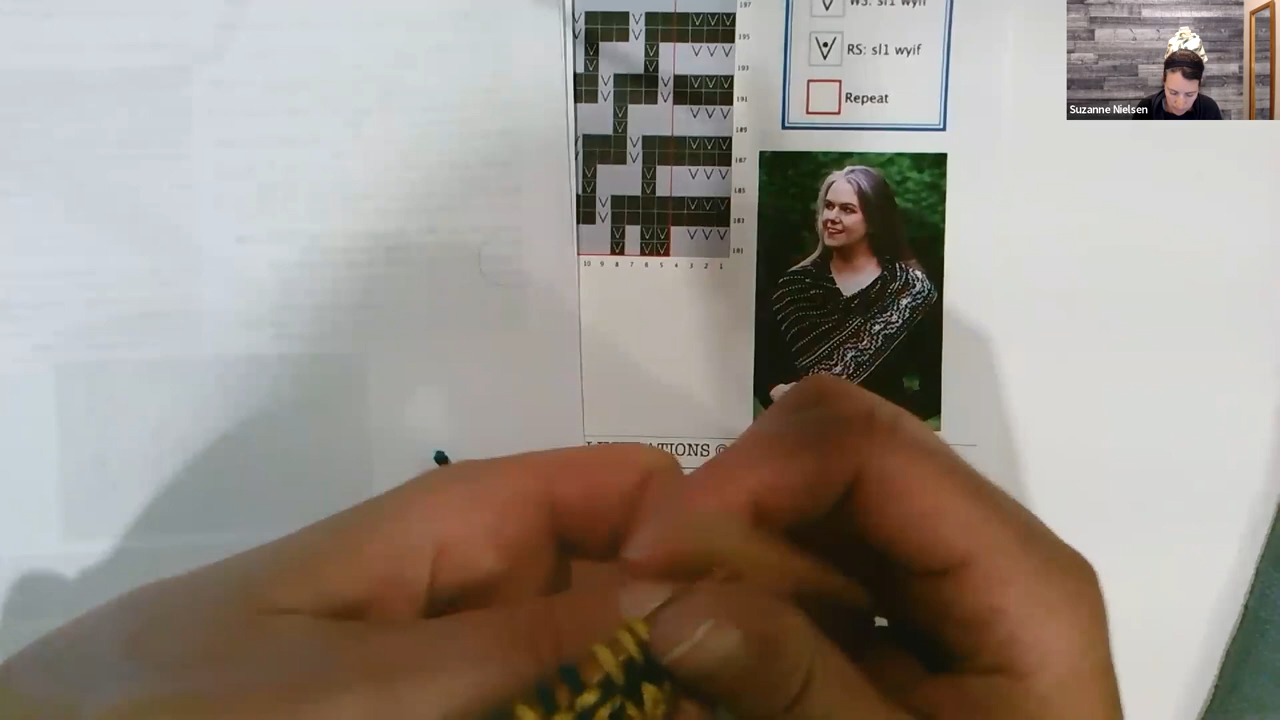 197
195
193
191
189
187
185
183
181
10 9 8 7 6 5 4 3 2 1
WS: sl1 wyif
RS: sl1 wyif
Repeat
Suzanne Nielsen